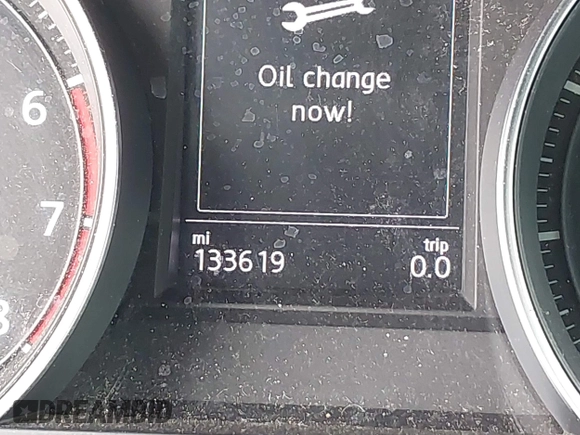 Oil change
now!
6
7
8
mi
trip
133619
0.0
DREAMBID